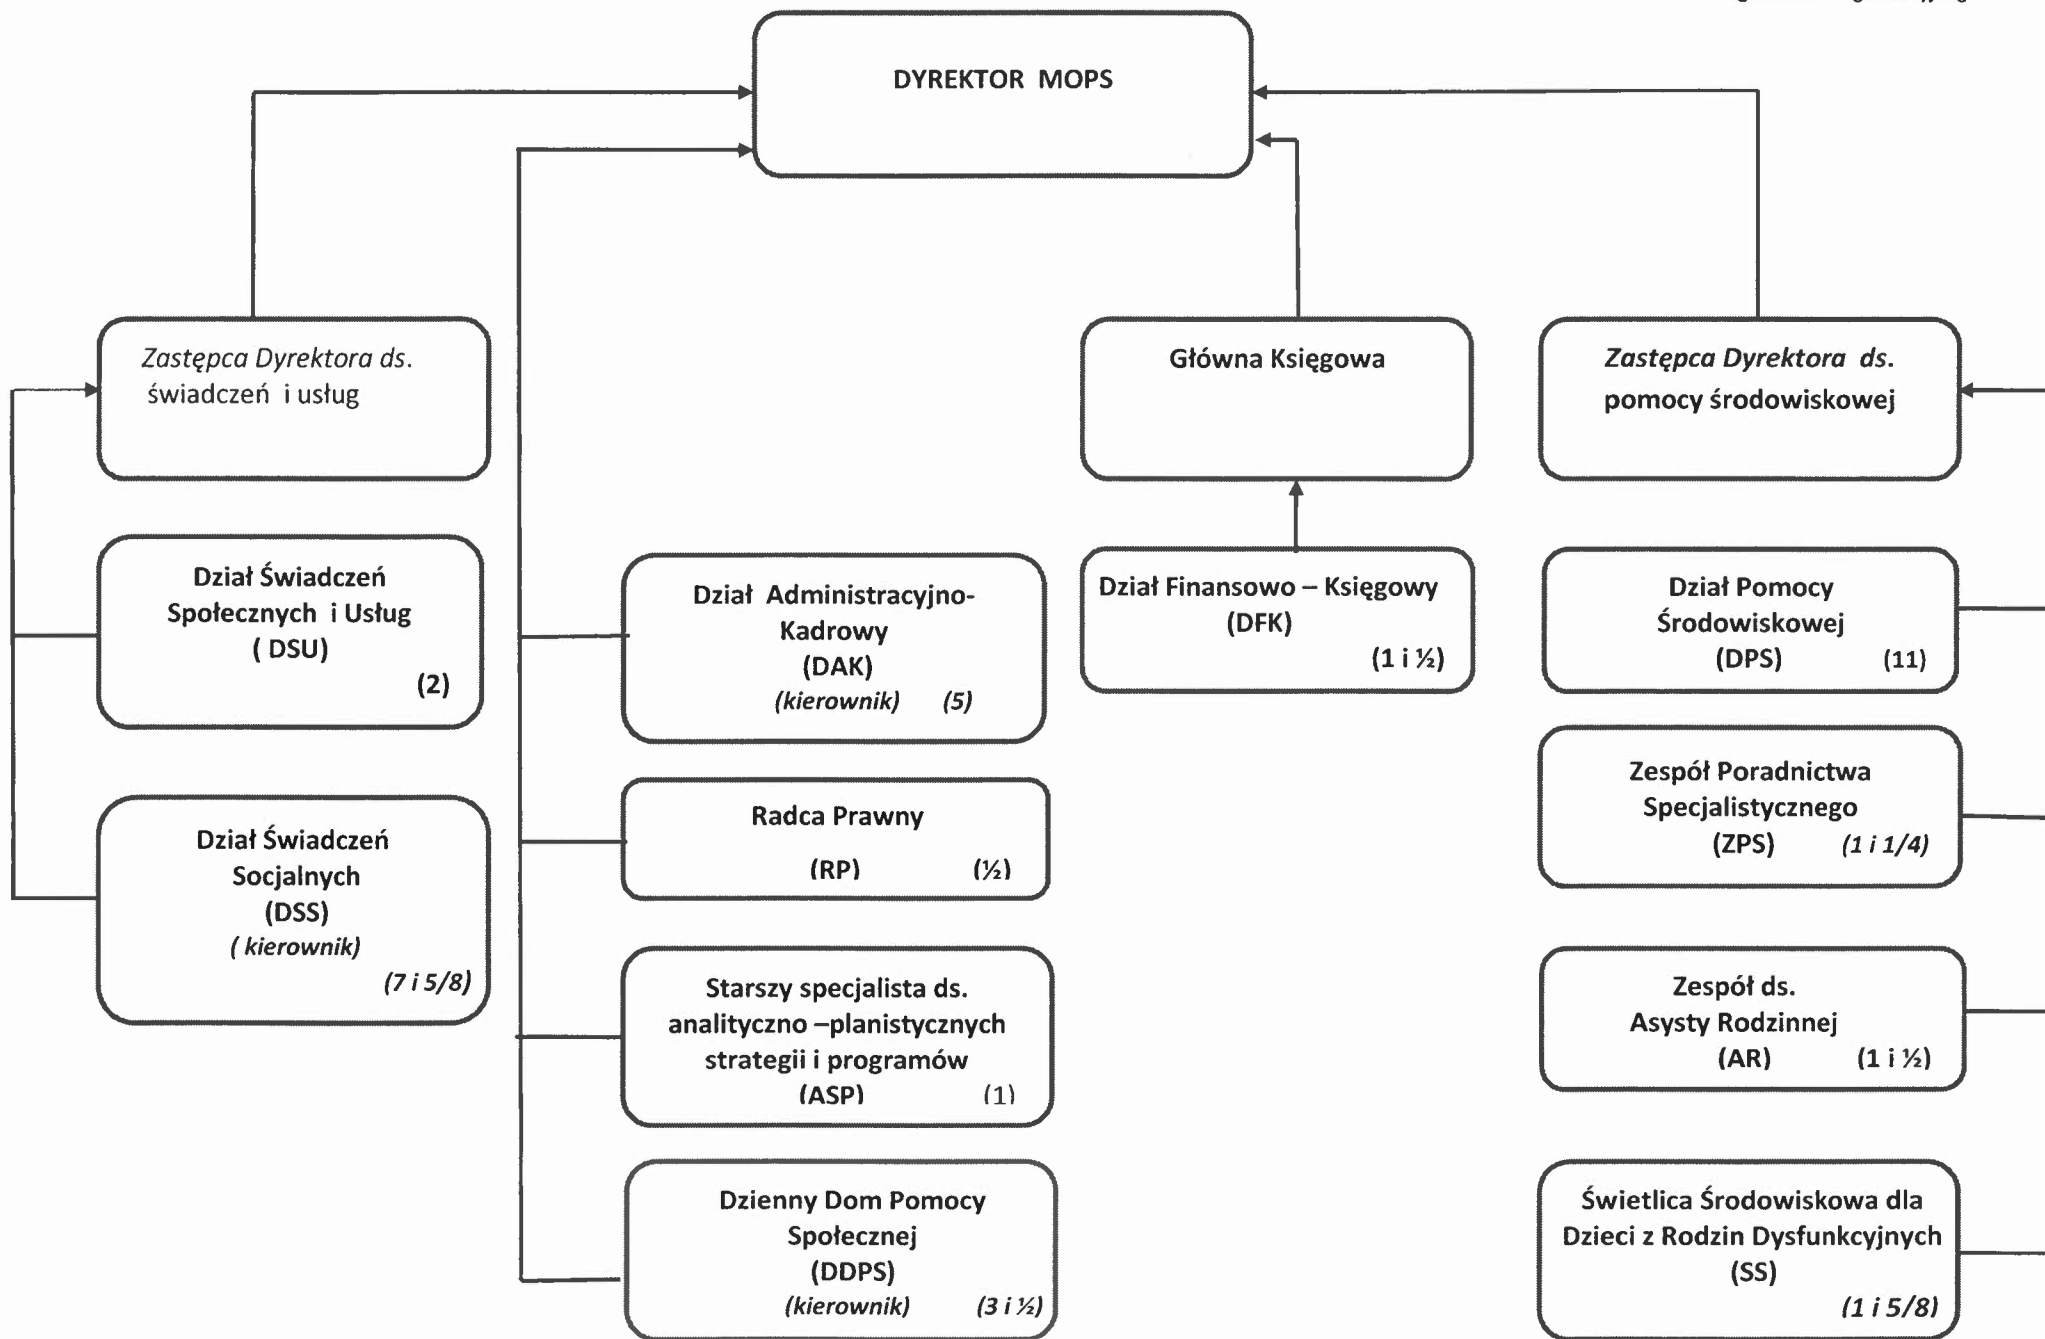 DYREKTOR MOPS
Zastępca Dyrektora ds.
świadczeń i usług
Główna Księgowa
Zastępca Dyrektora ds.
pomocy środowiskowej
Dział Świadczeń
Społecznych i Usług
( DSU)
(2)
Dział Administracyjno-
Kadrowy
(DAK)
(kierownik) (5)
Dział Finansowo – Księgowy
(DFK)
(1 i ½)
Dział Pomocy
Środowiskowej
(DPS) (11)
Zespół Poradnictwa
Specjalistycznego
(ZPS) (1 i 1/4)
Radca Prawny
(RP) (½)
Dział Świadczeń
Socjalnych
(DSS)
( kierownik)
(7 i 5/8)
Starszy specjalista ds.
analityczno –planistycznych
strategii i programów
(ASP) (1)
Zespół ds.
Asysty Rodzinnej
(AR) (1 i ½)
Dzienny Dom Pomocy
Społecznej
(DDPS)
(kierownik) (3 i ½)
Świetlica Środowiskowa dla
Dzieci z Rodzin Dysfunkcyjnych
(SS)
(1 i 5/8)